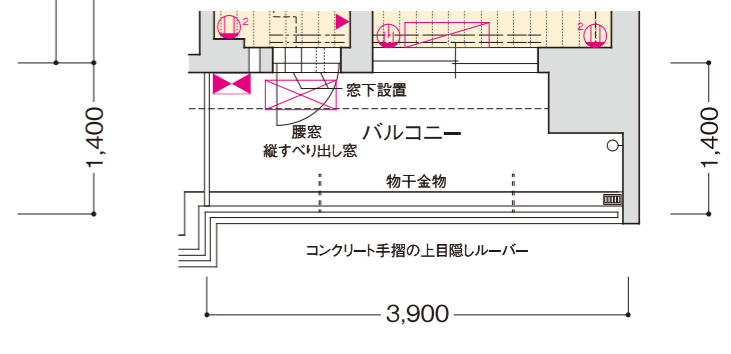 2
2
窓下設置
1,400
1,400
腰窓
縦すべり出し窓
バルコニー
物干金物
コンクリート手摺の上目隠しルーバー
3,900